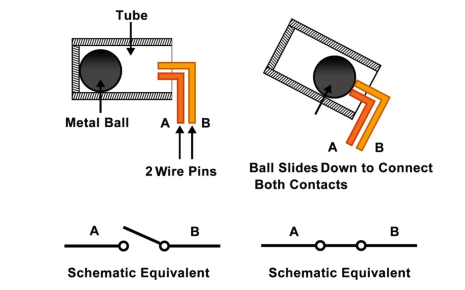 Tube
Metal Ball
A B
2 Wire Pins
A B
Ball Slides Down to Connect
Both Contacts
A B
Schematic Equivalent
A B
Schematic Equivalent